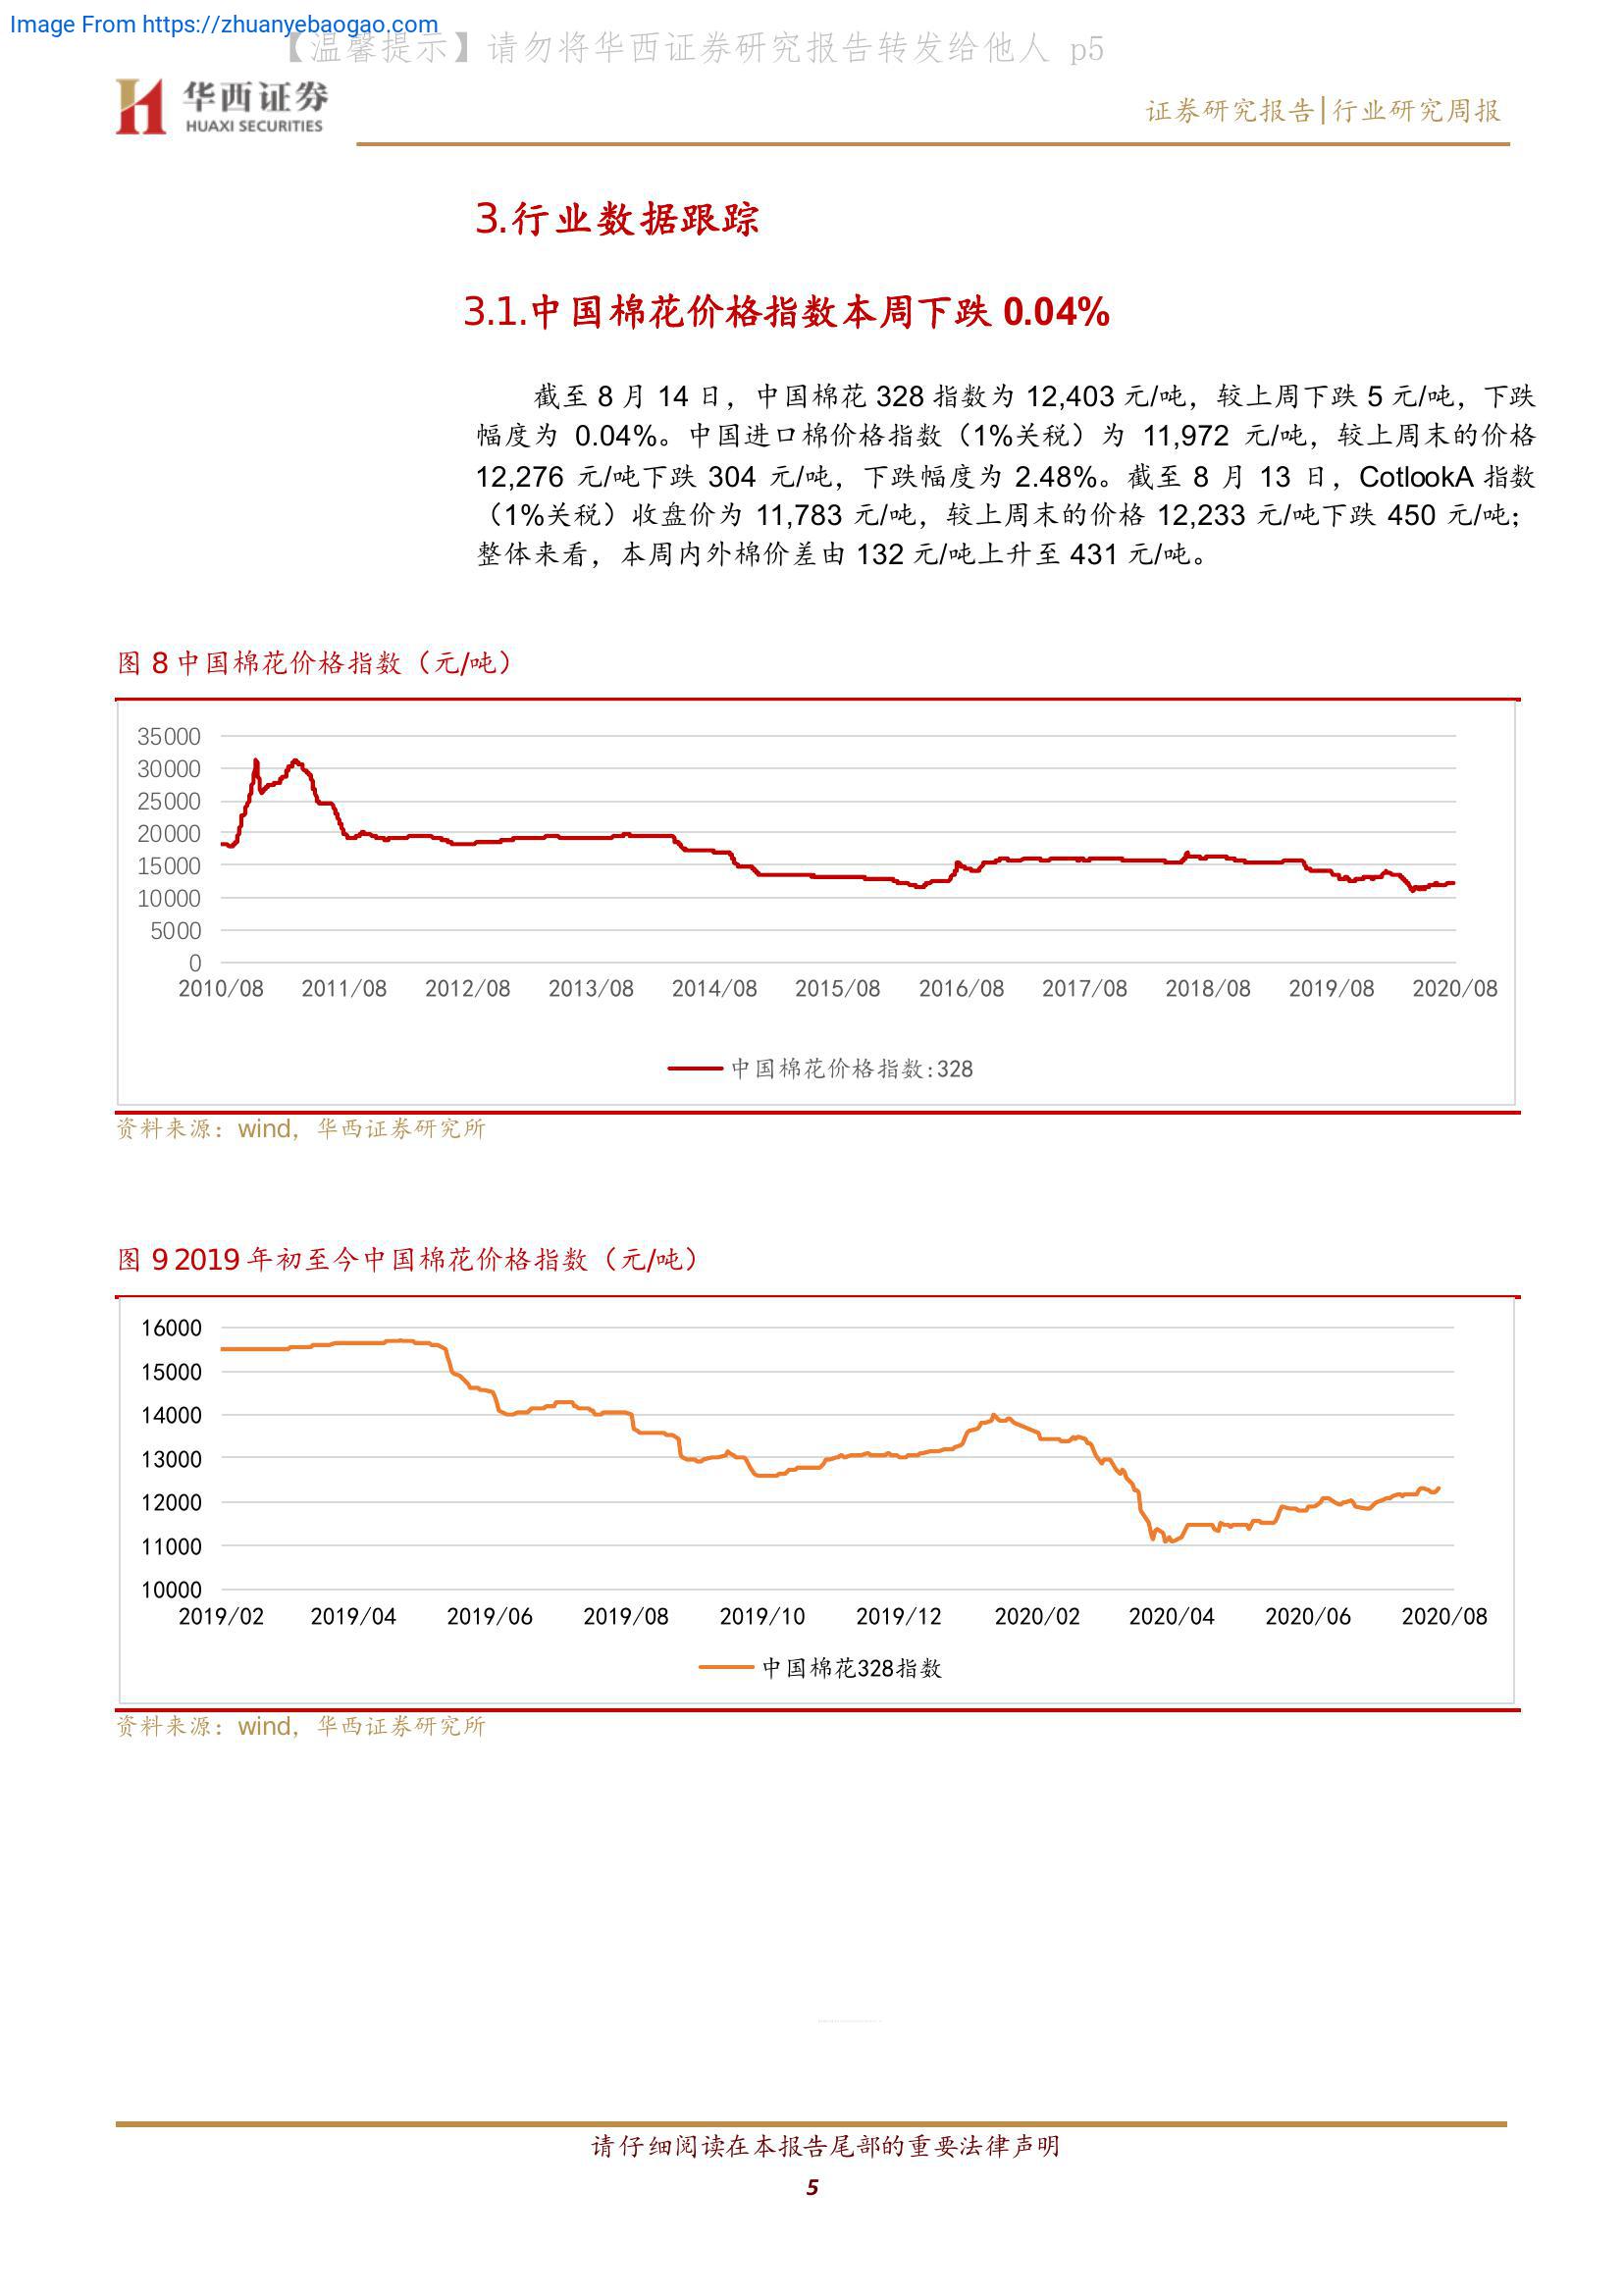 Image From https://zhuanyebaogao.com
【温馨提示】请勿将华西证券研究报告转发给他人 p5
华西证券
HUAXI SECURITIES
证券研究报告|行业研究周报
3.行业数据跟踪
3.1.中国棉花价格指数本周下跌 0.04%
截至 8 月 14 日，中国棉花 328 指数为 12,403 元/吨，较上周下跌 5 元/吨，下跌
幅度为 0.04%。中国进口棉价格指数（1%关税）为 11,972 元/吨，较上周末的价格
12,276 元/吨下跌 304 元/吨，下跌幅度为 2.48%。截至 8 月 13 日，CotlookA 指数
（1%关税）收盘价为 11,783 元/吨，较上周末的价格 12,233 元/吨下跌 450 元/吨；
整体来看，本周内外棉价差由 132 元/吨上升至 431 元/吨。
图 8 中国棉花价格指数（元/吨）
35000
30000
25000
20000
15000
10000
5000
0
2010/08 2011/08 2012/08 2013/08 2014/08 2015/08 2016/08 2017/08 2018/08 2019/08 2020/08
中国棉花价格指数:328
资料来源：wind，华西证券研究所
图 9 2019 年初至今中国棉花价格指数（元/吨）
16000
15000
14000
13000
12000
11000
10000
2019/02 2019/04 2019/06 2019/08 2019/10 2019/12 2020/02 2020/04 2020/06 2020/08
中国棉花328指数
资料来源：wind，华西证券研究所
请仔细阅读在本报告尾部的重要法律声明
5